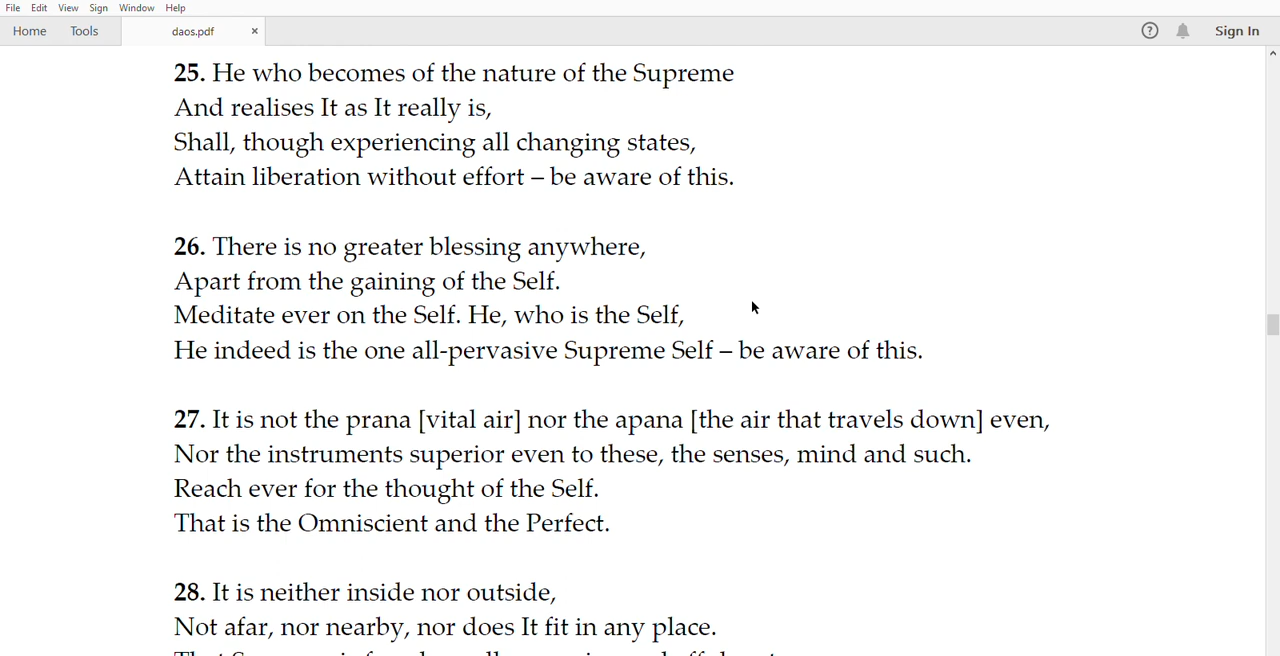 File Edit View Sign Window Help
Home Tools daos.pdf × ? Sign In
25. He who becomes of the nature of the Supreme
And realises It as It really is,
Shall, though experiencing all changing states,
Attain liberation without effort – be aware of this.
26. There is no greater blessing anywhere,
Apart from the gaining of the Self.
Meditate ever on the Self. He, who is the Self,
He indeed is the one all-pervasive Supreme Self – be aware of this.
27. It is not the prana [vital air] nor the apana [the air that travels down] even,
Nor the instruments superior even to these, the senses, mind and such.
Reach ever for the thought of the Self.
That is the Omniscient and the Perfect.
28. It is neither inside nor outside,
Not afar, nor nearby, nor does It fit in any place.